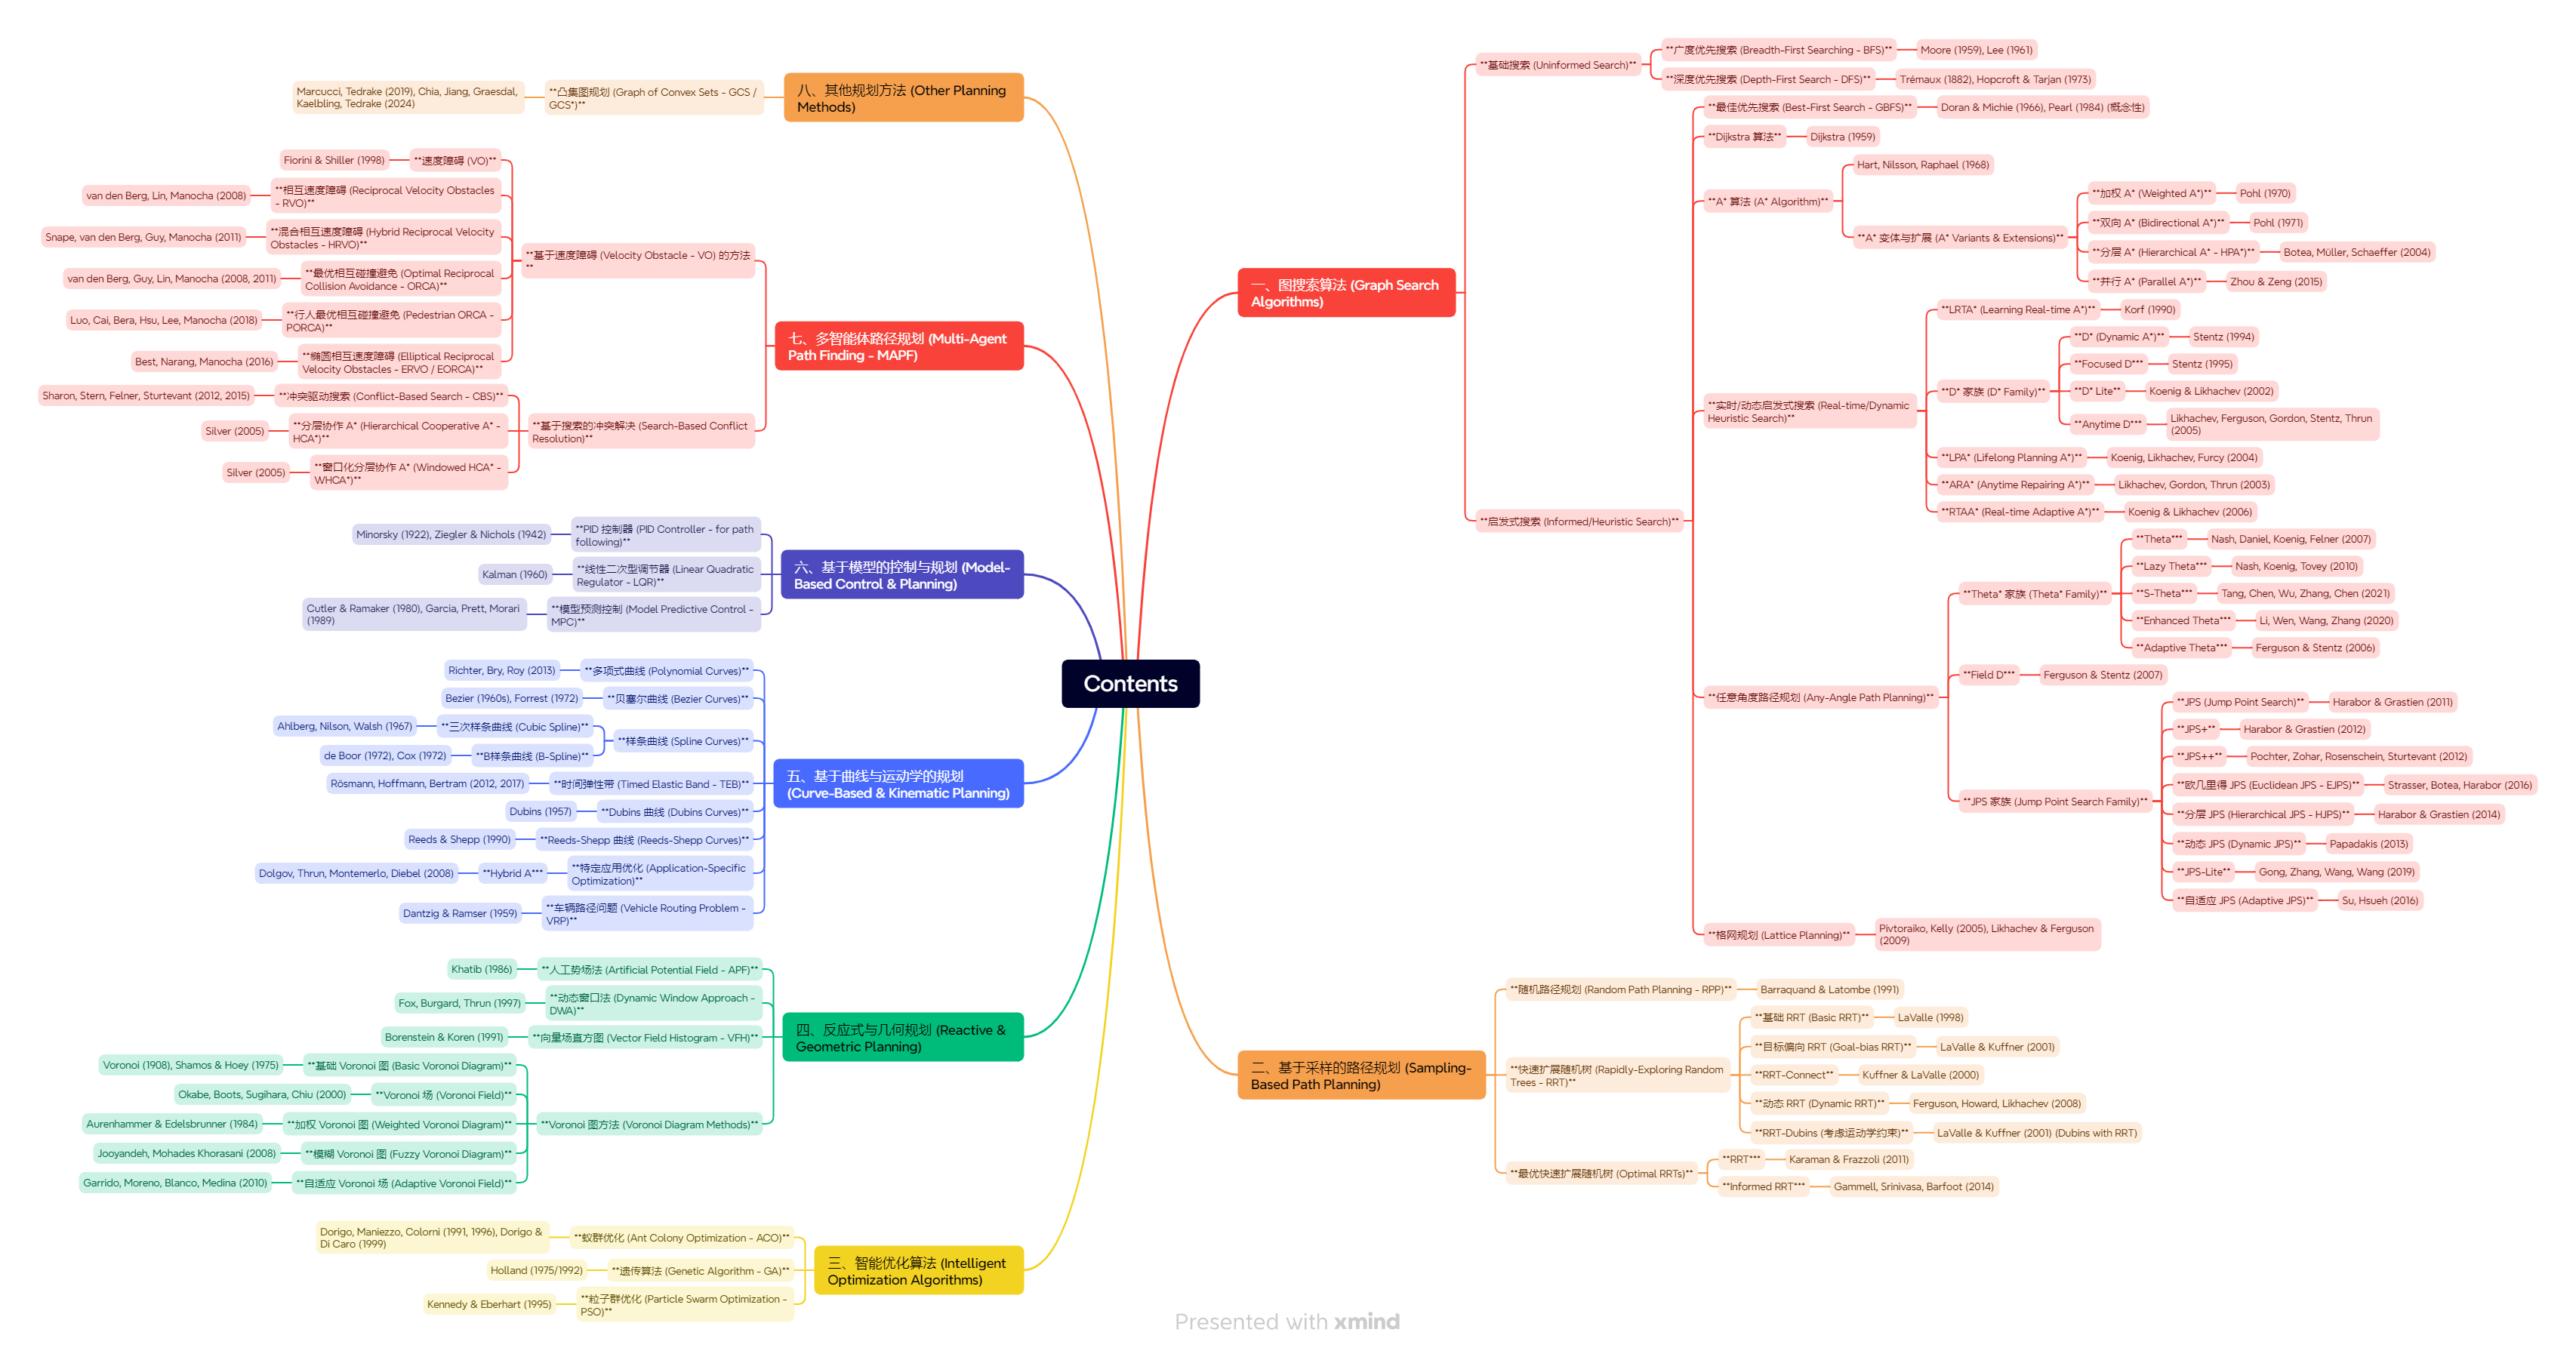 Contents
一、图搜索算法 (Graph Search
Algorithms)
**基础搜索 (Uninformed Search)**
**广度优先搜索 (Breadth-First Searching - BFS)**
Moore (1959), Lee (1961)
**深度优先搜索 (Depth-First Search - DFS)**
Trémaux (1882), Hopcroft & Tarjan (1973)
**启发式搜索 (Informed/Heuristic Search)**
**最佳优先搜索 (Best-First Search - GBFS)**
Doran & Michie (1966), Pearl (1984) (概念性)
**Dijkstra 算法**
Dijkstra (1959)
**A* 算法 (A* Algorithm)**
Hart, Nilsson, Raphael (1968)
**A* 变体与扩展 (A* Variants & Extensions)**
**加权 A* (Weighted A*)**
Pohl (1970)
**双向 A* (Bidirectional A*)**
Pohl (1971)
**分层 A* (Hierarchical A* - HPA*)**
Botea, Müller, Schaeffer (2004)
**并行 A* (Parallel A*)**
Zhou & Zeng (2015)
**实时/动态启发式搜索 (Real-time/Dynamic
Heuristic Search)**
**LRTA* (Learning Real-time A*)**
Korf (1990)
**D* 家族 (D* Family)**
**D* (Dynamic A*)**
Stentz (1994)
**Focused D***
Stentz (1995)
**D* Lite**
Koenig & Likhachev (2002)
**Anytime D***
Likhachev, Ferguson, Gordon, Stentz, Thrun
(2005)
**LPA* (Lifelong Planning A*)**
Koenig, Likhachev, Furcy (2004)
**ARA* (Anytime Repairing A*)**
Likhachev, Gordon, Thrun (2003)
**RTAA* (Real-time Adaptive A*)**
Koenig & Likhachev (2006)
**任意角度路径规划 (Any-Angle Path Planning)**
**Theta* 家族 (Theta* Family)**
**Theta***
Nash, Daniel, Koenig, Felner (2007)
**Lazy Theta***
Nash, Koenig, Tovey (2010)
**S-Theta***
Tang, Chen, Wu, Zhang, Chen (2021)
**Enhanced Theta***
Li, Wen, Wang, Zhang (2020)
**Adaptive Theta***
Ferguson & Stentz (2006)
**Field D***
Ferguson & Stentz (2007)
**JPS 家族 (Jump Point Search Family)**
**JPS (Jump Point Search)**
Harabor & Grastien (2011)
**JPS+**
Harabor & Grastien (2012)
**JPS++**
Pochter, Zohar, Rosenschein, Sturtevant (2012)
**欧几里得 JPS (Euclidean JPS - EJPS)**
Strasser, Botea, Harabor (2016)
**分层 JPS (Hierarchical JPS - HJPS)**
Harabor & Grastien (2014)
**动态 JPS (Dynamic JPS)**
Papadakis (2013)
**JPS-Lite**
Gong, Zhang, Wang, Wang (2019)
**自适应 JPS (Adaptive JPS)**
Su, Hsueh (2016)
**格网规划 (Lattice Planning)**
Pivtoraiko, Kelly (2005), Likhachev & Ferguson
(2009)
二、基于采样的路径规划 (Sampling-
Based Path Planning)
**随机路径规划 (Random Path Planning - RPP)**
Barraquand & Latombe (1991)
**快速扩展随机树 (Rapidly-Exploring Random
Trees - RRT)**
**基础 RRT (Basic RRT)**
LaValle (1998)
**目标偏向 RRT (Goal-bias RRT)**
LaValle & Kuffner (2001)
**RRT-Connect**
Kuffner & LaValle (2000)
**动态 RRT (Dynamic RRT)**
Ferguson, Howard, Likhachev (2008)
**RRT-Dubins (考虑运动学约束)**
LaValle & Kuffner (2001) (Dubins with RRT)
**最优快速扩展随机树 (Optimal RRTs)**
**RRT***
Karaman & Frazzoli (2011)
**Informed RRT***
Gammell, Srinivasa, Barfoot (2014)
三、智能优化算法 (Intelligent
Optimization Algorithms)
**蚁群优化 (Ant Colony Optimization - ACO)**
Dorigo, Maniezzo, Colorni (1991, 1996), Dorigo &
Di Caro (1999)
**遗传算法 (Genetic Algorithm - GA)**
Holland (1975/1992)
**粒子群优化 (Particle Swarm Optimization -
PSO)**
Kennedy & Eberhart (1995)
四、反应式与几何规划 (Reactive &
Geometric Planning)
**人工势场法 (Artificial Potential Field - APF)**
Khatib (1986)
**动态窗口法 (Dynamic Window Approach -
DWA)**
Fox, Burgard, Thrun (1997)
**向量场直方图 (Vector Field Histogram - VFH)**
Borenstein & Koren (1991)
**Voronoi 图方法 (Voronoi Diagram Methods)**
**基础 Voronoi 图 (Basic Voronoi Diagram)**
Voronoi (1908), Shamos & Hoey (1975)
**Voronoi 场 (Voronoi Field)**
Okabe, Boots, Sugihara, Chiu (2000)
**加权 Voronoi 图 (Weighted Voronoi Diagram)**
Aurenhammer & Edelsbrunner (1984)
**模糊 Voronoi 图 (Fuzzy Voronoi Diagram)**
Jooyandeh, Mohades Khorasani (2008)
**自适应 Voronoi 场 (Adaptive Voronoi Field)**
Garrido, Moreno, Blanco, Medina (2010)
五、基于曲线与运动学的规划
(Curve-Based & Kinematic Planning)
**多项式曲线 (Polynomial Curves)**
Richter, Bry, Roy (2013)
**贝塞尔曲线 (Bezier Curves)**
Bezier (1960s), Forrest (1972)
**样条曲线 (Spline Curves)**
**三次样条曲线 (Cubic Spline)**
Ahlberg, Nilson, Walsh (1967)
**B样条曲线 (B-Spline)**
de Boor (1972), Cox (1972)
**时间弹性带 (Timed Elastic Band - TEB)**
Rösmann, Hoffmann, Bertram (2012, 2017)
**Dubins 曲线 (Dubins Curves)**
Dubins (1957)
**Reeds-Shepp 曲线 (Reeds-Shepp Curves)**
Reeds & Shepp (1990)
**特定应用优化 (Application-Specific
Optimization)**
**Hybrid A***
Dolgov, Thrun, Montemerlo, Diebel (2008)
**车辆路径问题 (Vehicle Routing Problem -
VRP)**
Dantzig & Ramser (1959)
六、基于模型的控制与规划 (Model-
Based Control & Planning)
**PID 控制器 (PID Controller - for path
following)**
Minorsky (1922), Ziegler & Nichols (1942)
**线性二次型调节器 (Linear Quadratic
Regulator - LQR)**
Kalman (1960)
**模型预测控制 (Model Predictive Control -
MPC)**
Cutler & Ramaker (1980), Garcia, Prett, Morari
(1989)
七、多智能体路径规划 (Multi-Agent
Path Finding - MAPF)
**基于速度障碍 (Velocity Obstacle - VO) 的方法
**
**速度障碍 (VO)**
Fiorini & Shiller (1998)
**相互速度障碍 (Reciprocal Velocity Obstacles
- RVO)**
van den Berg, Lin, Manocha (2008)
**混合相互速度障碍 (Hybrid Reciprocal Velocity
Obstacles - HRVO)**
Snape, van den Berg, Guy, Manocha (2011)
**最优相互碰撞避免 (Optimal Reciprocal
Collision Avoidance - ORCA)**
van den Berg, Guy, Lin, Manocha (2008, 2011)
**行人最优相互碰撞避免 (Pedestrian ORCA -
PORCA)**
Luo, Cai, Bera, Hsu, Lee, Manocha (2018)
**椭圆相互速度障碍 (Elliptical Reciprocal
Velocity Obstacles - ERVO / EORCA)**
Best, Narang, Manocha (2016)
**基于搜索的冲突解决 (Search-Based Conflict
Resolution)**
**冲突驱动搜索 (Conflict-Based Search - CBS)**
Sharon, Stern, Felner, Sturtevant (2012, 2015)
**分层协作 A* (Hierarchical Cooperative A* -
HCA*)**
Silver (2005)
**窗口化分层协作 A* (Windowed HCA* -
WHCA*)**
Silver (2005)
八、其他规划方法 (Other Planning
Methods)
**凸集图规划 (Graph of Convex Sets - GCS /
GCS*)**
Marcucci, Tedrake (2019), Chia, Jiang, Graesdal,
Kaelbling, Tedrake (2024)
Presented with xmind